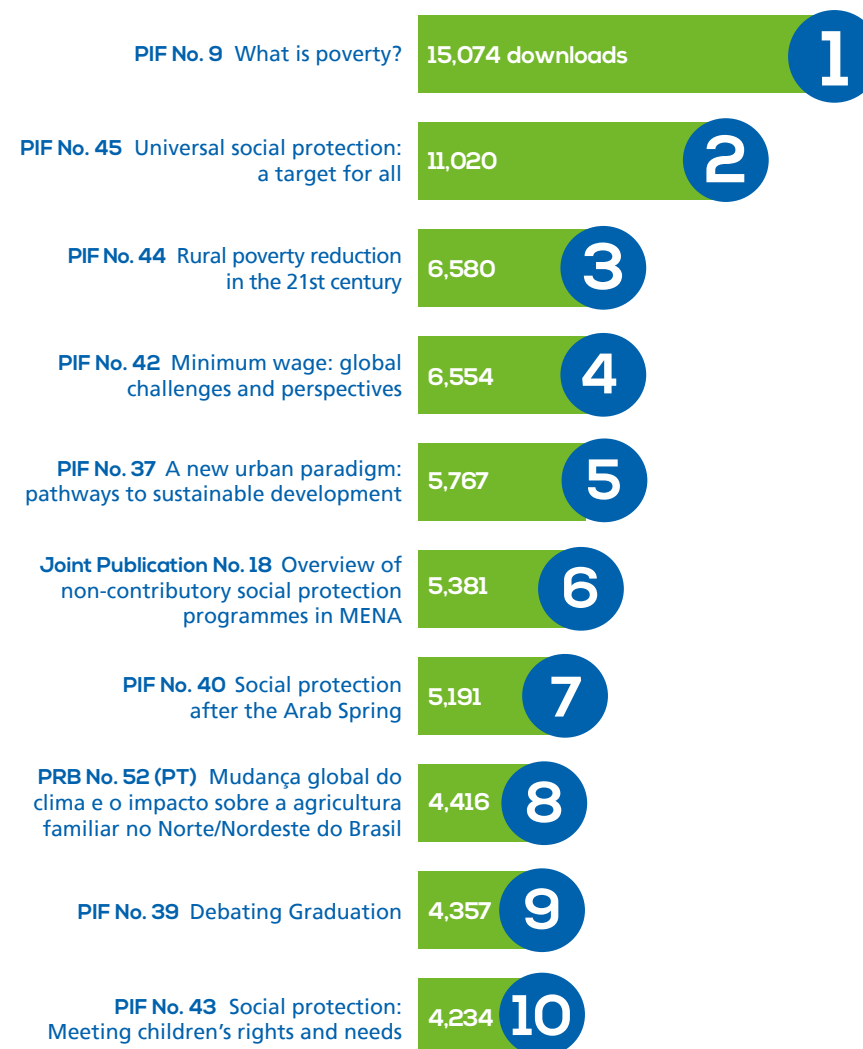 PIF No. 9 What is poverty?
15,074 downloads
1
PIF No. 45 Universal social protection:
a target for all
11,020
2
PIF No. 44 Rural poverty reduction
in the 21st century
6,580
3
PIF No. 42 Minimum wage: global
challenges and perspectives
6,554
4
PIF No. 37 A new urban paradigm:
pathways to sustainable development
5,767
5
Joint Publication No. 18 Overview of
non-contributory social protection
programmes in MENA
5,381
6
PIF No. 40 Social protection
after the Arab Spring
5,191
7
PRB No. 52 (PT) Mudança global do
clima e o impacto sobre a agricultura
familiar no Norte/Nordeste do Brasil
4,416
8
PIF No. 39 Debating Graduation
4,357
9
PIF No. 43 Social protection:
Meeting children's rights and needs
4,234
10